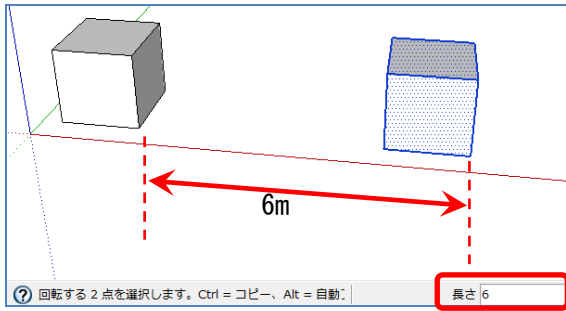 6m
回転する 2 点を選択します。Ctrl = コピー、Alt = 自動
長さ 6